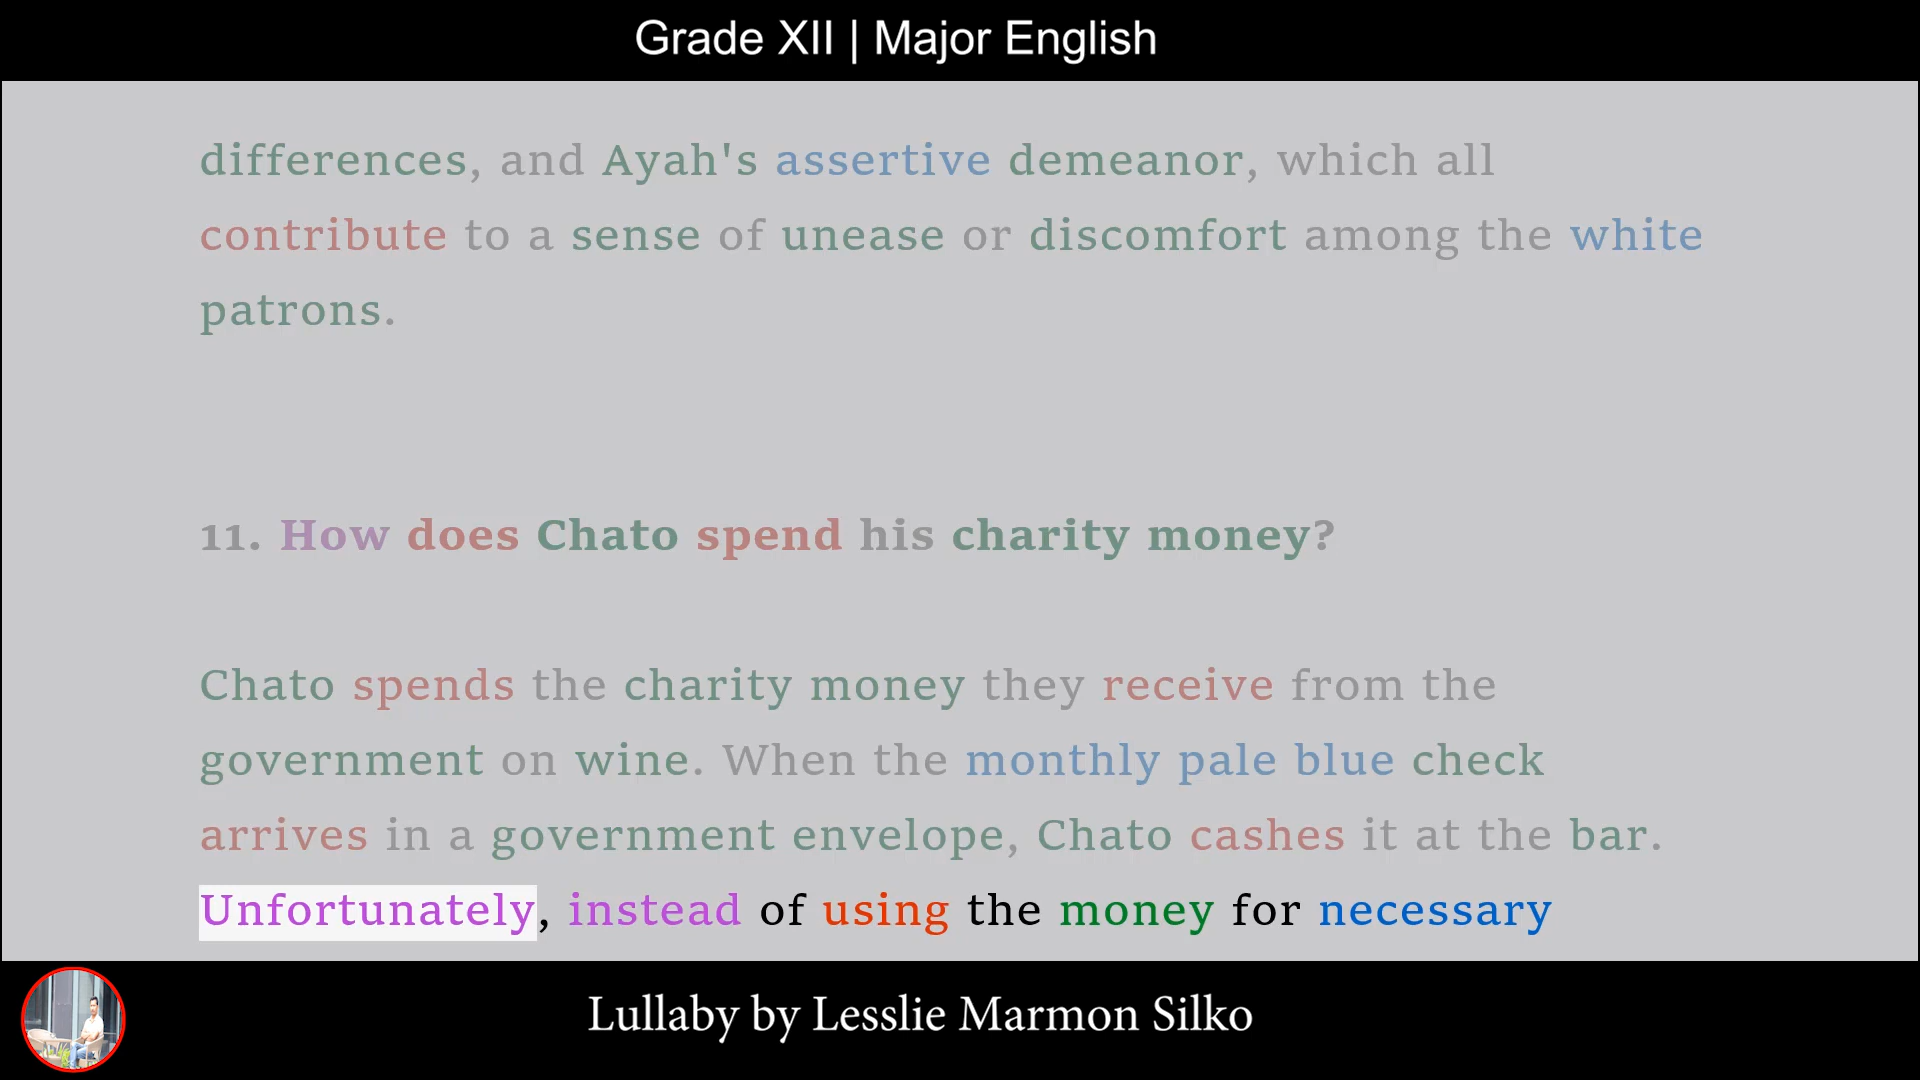 Grade XII | Major English
differences, and Ayah's assertive demeanor, which all
contribute to a sense of unease or discomfort among the white
patrons.
11. How does Chato spend his charity money?
Chato spends the charity money they receive from the
government on wine. When the monthly pale blue check
arrives in a government envelope, Chato cashes it at the bar.
Unfortunately, instead of using the money for necessary
Lullaby by Lesslie Marmon Silko